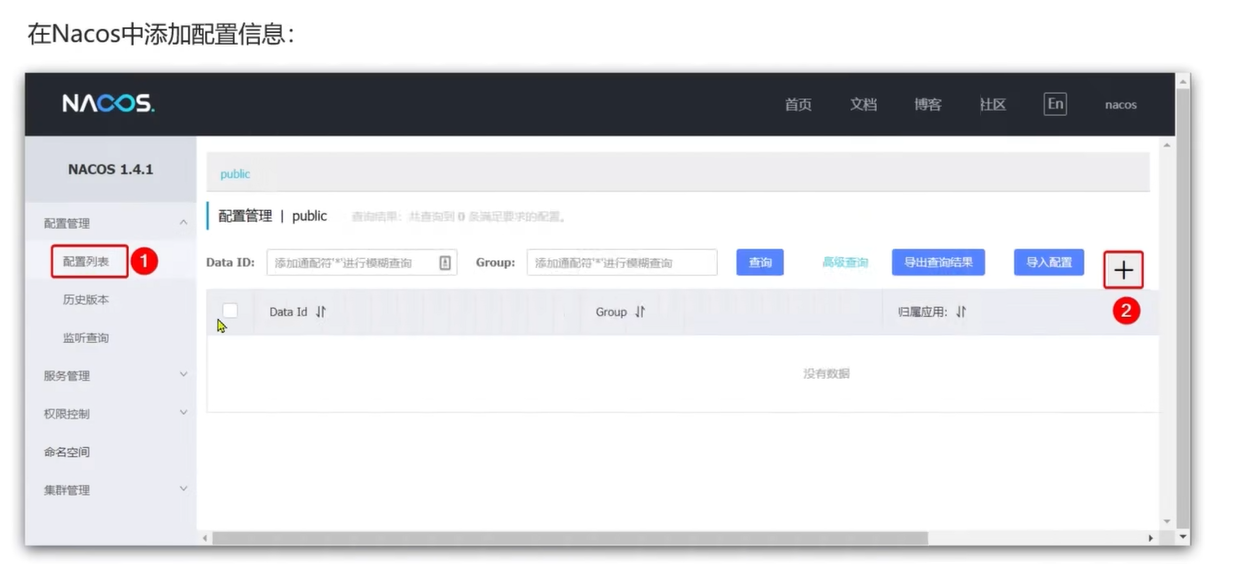 在Nacos中添加配置信息：
NACOS.
首页 文档 博客 社区 En nacos
NACOS 1.4.1
public
配置管理
配置管理 | public 查询结果：共查询到 0 条满足要求的配置。
配置列表 1
Data ID: 添加通配符'*'进行模糊查询 Group: 添加通配符'*'进行模糊查询 查询 高级查询 导出查询结果 导入配置 +
2
历史版本
Data Id Group 归属应用:
监听查询
服务管理
没有数据
权限控制
命名空间
集群管理